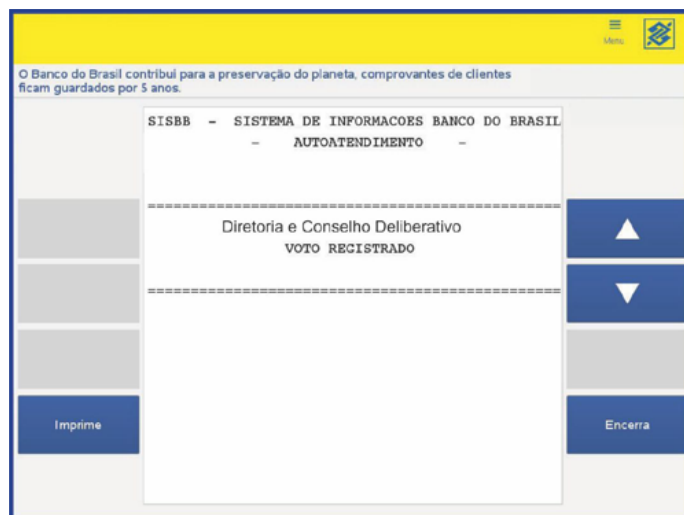 Menu
O Banco do Brasil contribui para a preservação do planeta, comprovantes de clientes
ficam guardados por 5 anos.
SISBB - SISTEMA DE INFORMACOES BANCO DO BRASIL
- AUTOATENDIMENTO -
================================================
Diretoria e Conselho Deliberativo
VOTO REGISTRADO
================================================
Imprime
Encerra